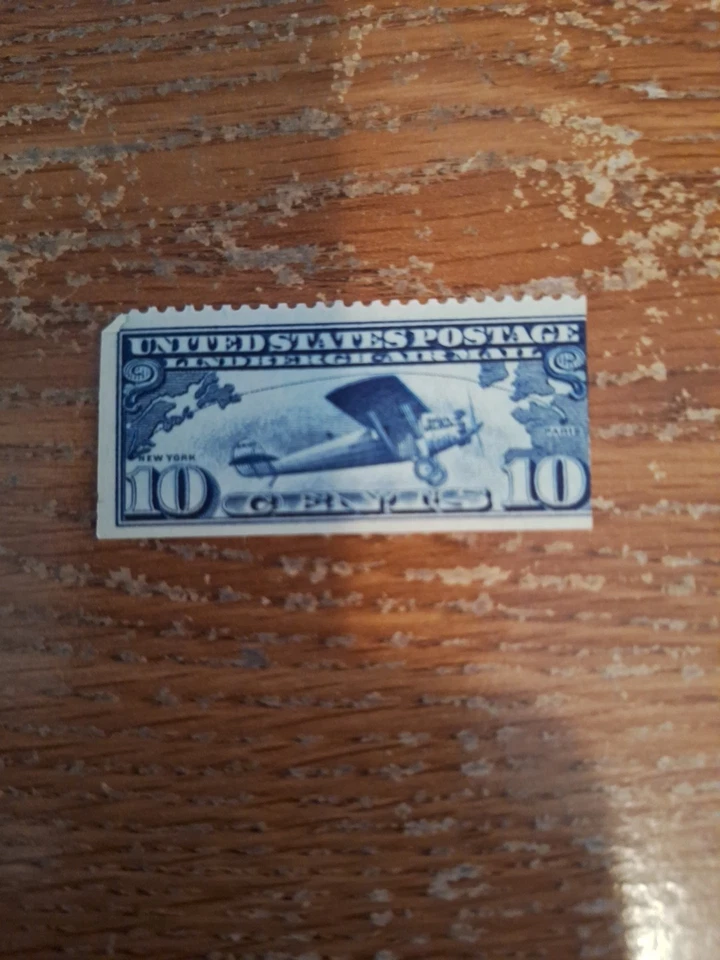 UNITED STATES POSTAGE
LINDBERGH AIR MAIL
NEW YORK
PARIS
10 CENTS 10